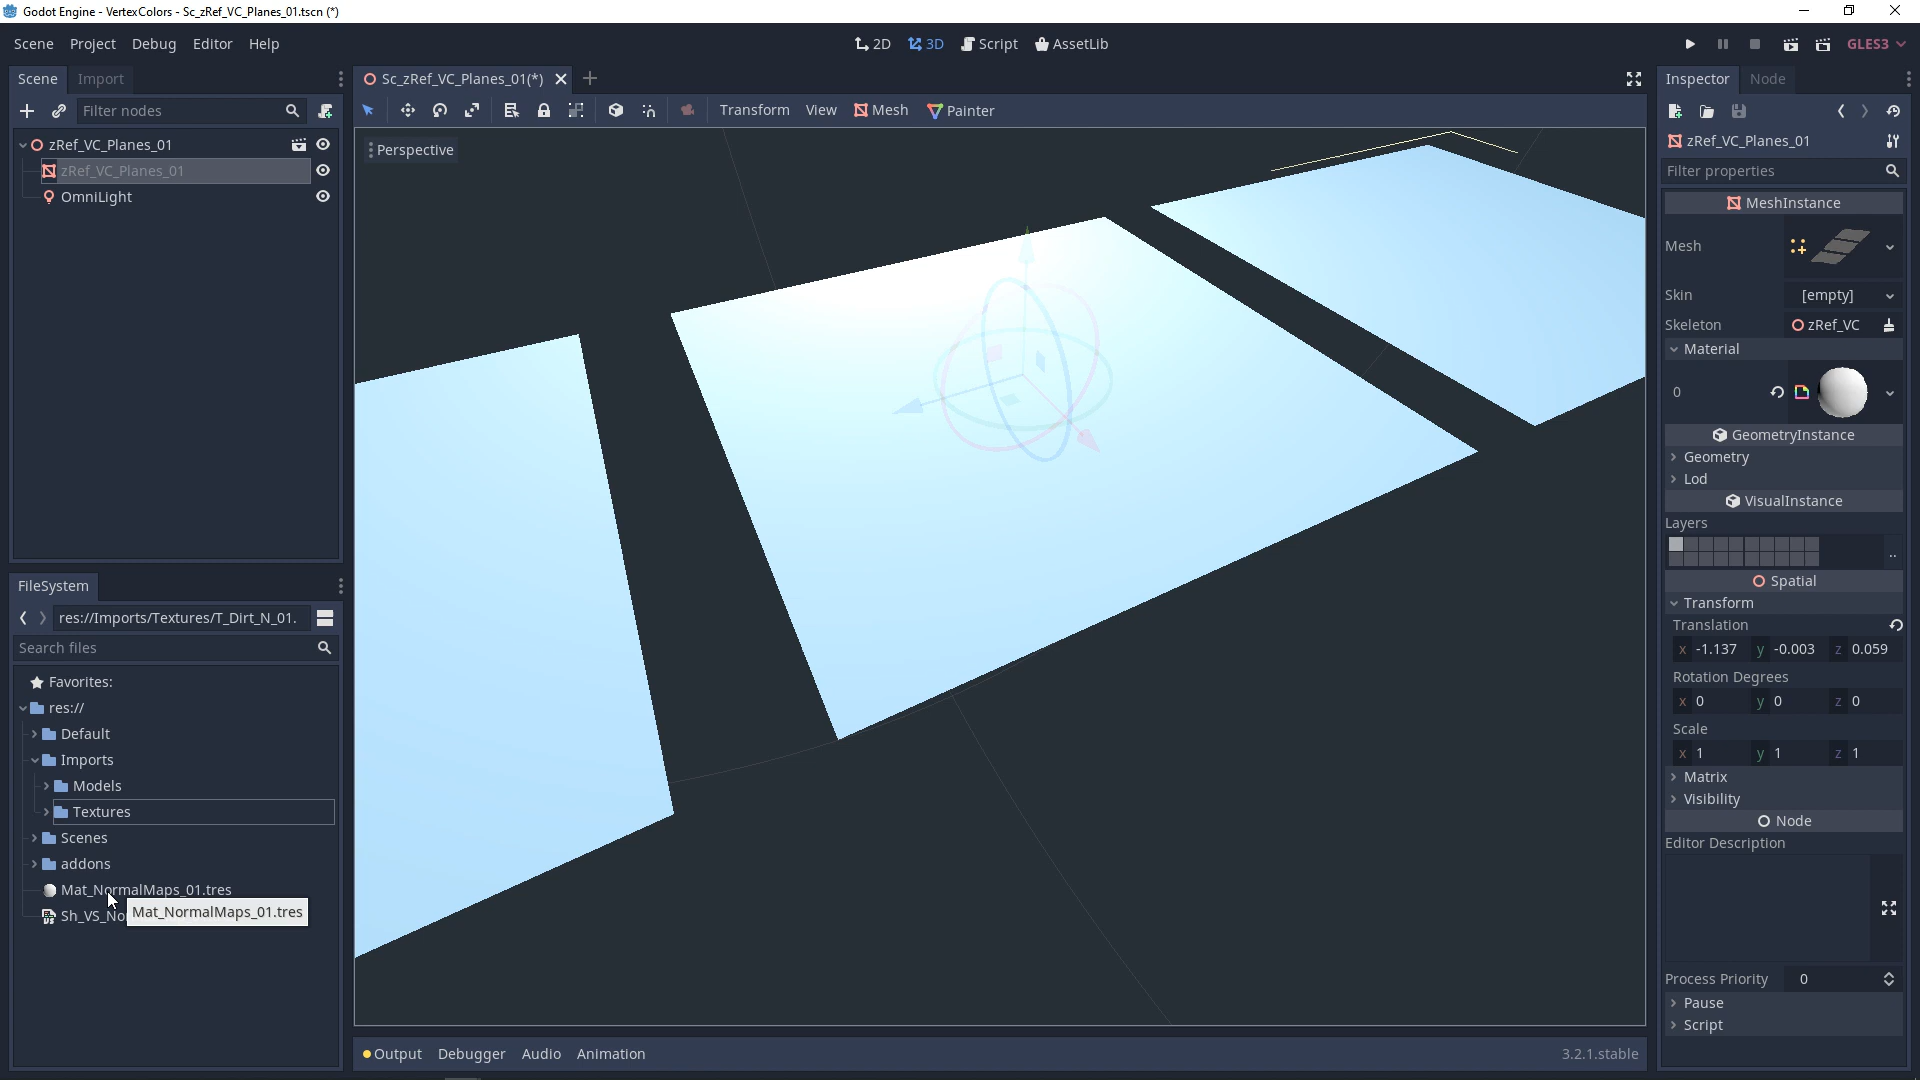 Godot Engine - VertexColors - Sc_zRef_VC_Planes_01.tscn (*)
Scene Project Debug Editor Help
2D 3D Script AssetLib
GLES3
Scene Import
Filter nodes
zRef_VC_Planes_01
zRef_VC_Planes_01
OmniLight
FileSystem
res://Imports/Textures/T_Dirt_N_01.
Search files
Favorites:
res://
Default
Imports
Models
Textures
Scenes
addons
Mat_NormalMaps_01.tres
Sh_VS_No
Mat_NormalMaps_01.tres
Sc_zRef_VC_Planes_01(*)
Transform View Mesh Painter
Perspective
Output Debugger Audio Animation
3.2.1.stable
Inspector Node
zRef_VC_Planes_01
Filter properties
MeshInstance
Mesh
Skin [empty]
Skeleton zRef_VC
Material
0
GeometryInstance
Geometry
Lod
VisualInstance
Layers
..
Spatial
Transform
Translation
x -1.137 y -0.003 z 0.059
Rotation Degrees
x 0 y 0 z 0
Scale
x 1 y 1 z 1
Matrix
Visibility
Node
Editor Description
Process Priority 0
Pause
Script